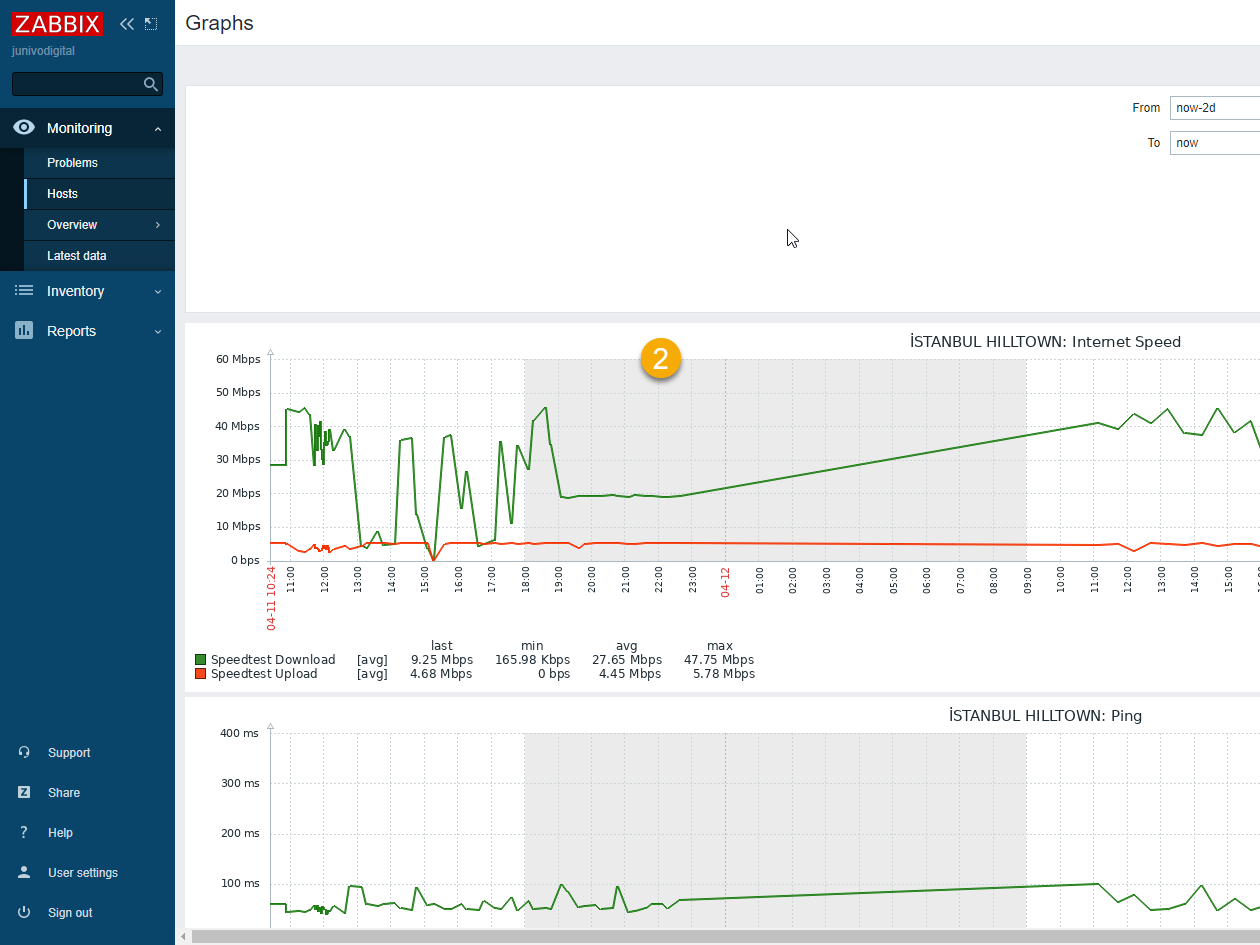 ZABBIX
junivodigital
Monitoring
Problems
Hosts
Overview
Latest data
Inventory
Reports
Support
Share
Help
User settings
Sign out
Graphs
From now-2d
To now
İSTANBUL HILLTOWN: Internet Speed
2
60 Mbps
50 Mbps
40 Mbps
30 Mbps
20 Mbps
10 Mbps
0 bps
04-11 10:24 11:00 12:00 13:00 14:00 15:00 16:00 17:00 18:00 19:00 20:00 21:00 22:00 23:00 04-12 01:00 02:00 03:00 04:00 05:00 06:00 07:00 08:00 09:00 10:00 11:00 12:00 13:00 14:00 15:00
last min avg max
Speedtest Download [avg] 9.25 Mbps 165.98 Kbps 27.65 Mbps 47.75 Mbps
Speedtest Upload [avg] 4.68 Mbps 0 bps 4.45 Mbps 5.78 Mbps
İSTANBUL HILLTOWN: Ping
400 ms
300 ms
200 ms
100 ms